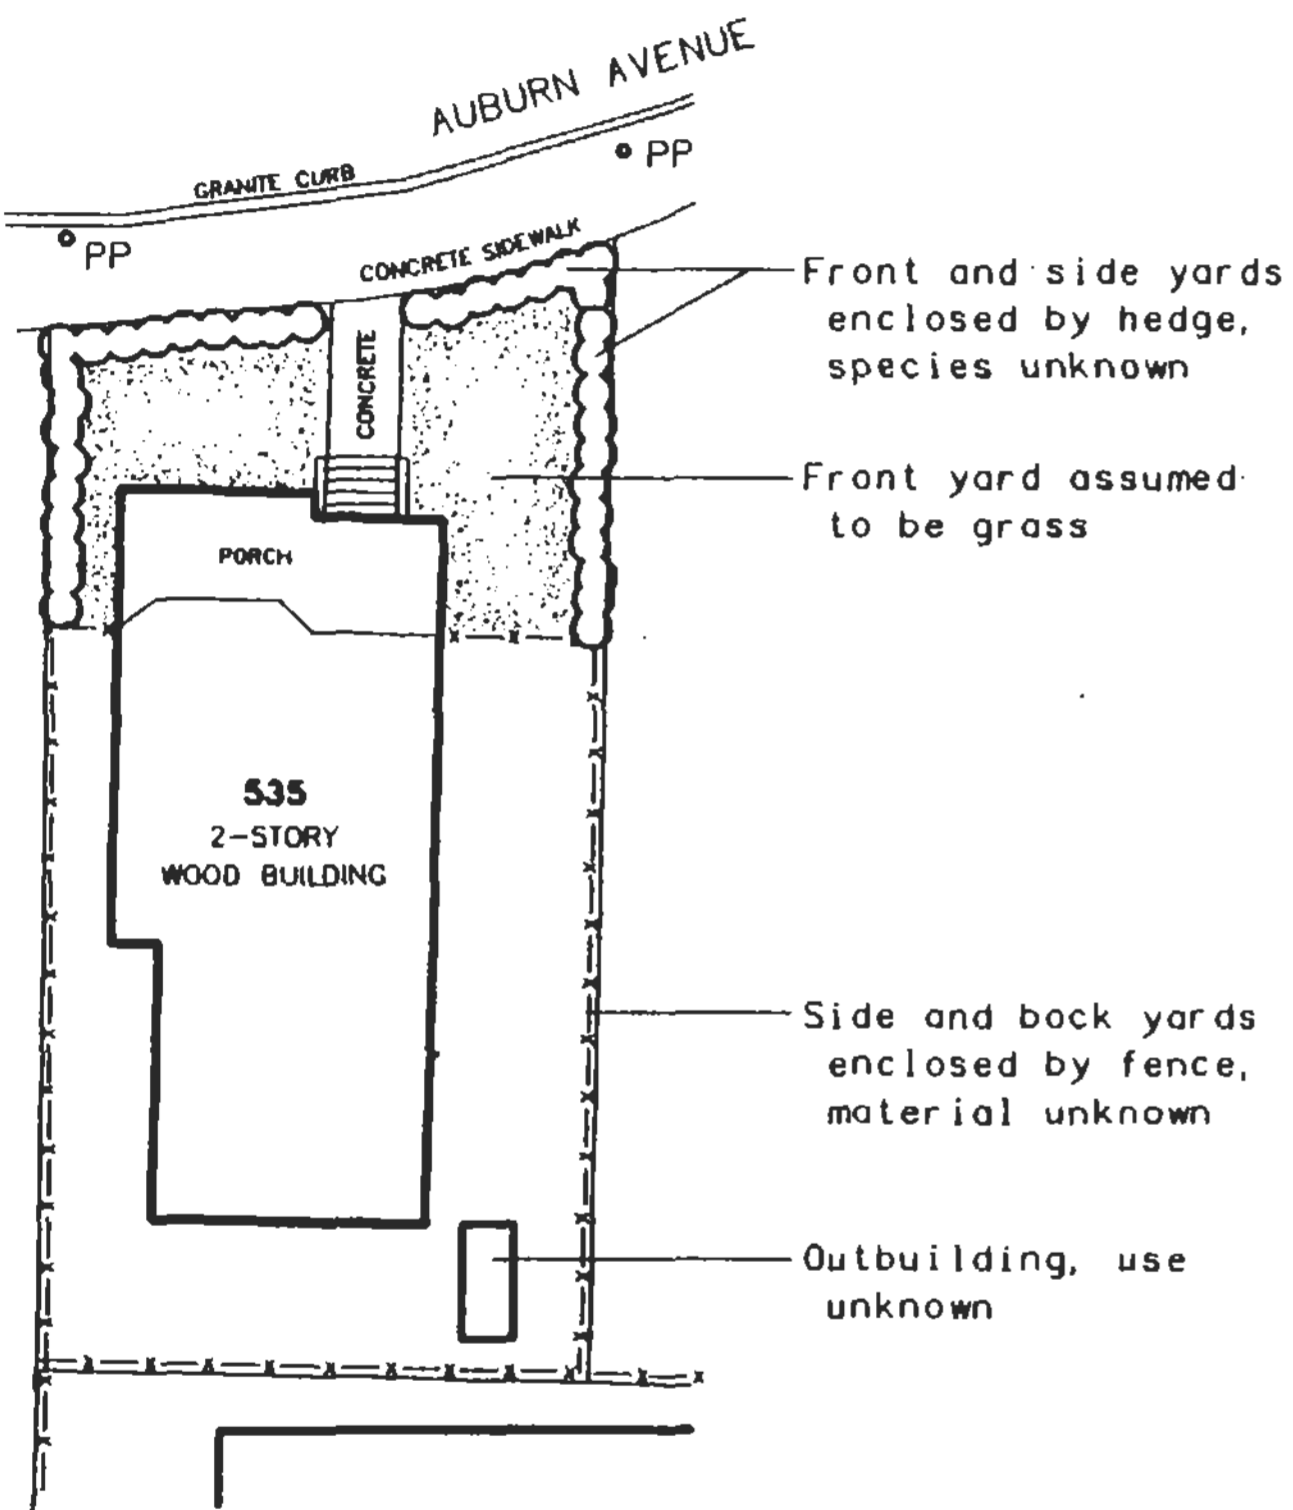 AUBURN AVENUE
PP
GRANITE CURB
PP
CONCRETE SIDEWALK
Front and side yards
enclosed by hedge,
species unknown
CONCRETE
Front yard assumed
to be grass
PORCH
535
2-STORY
WOOD BUILDING
Side and back yards
enclosed by fence,
material unknown
Outbuilding, use
unknown